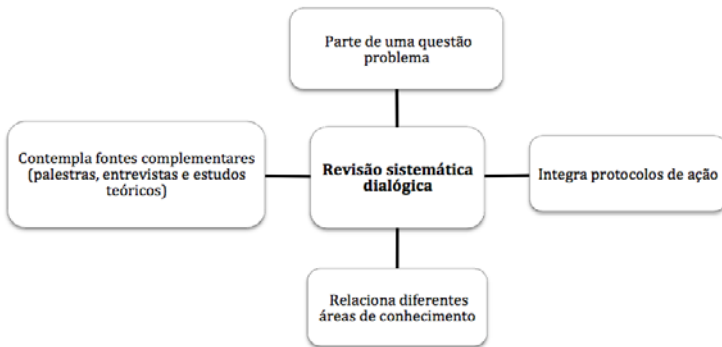 Parte de uma questão
problema
Contempla fontes complementares
(palestras, entrevistas e estudos
teóricos)
Revisão sistemática
dialógica
Integra protocolos de ação
Relaciona diferentes
áreas de conhecimento